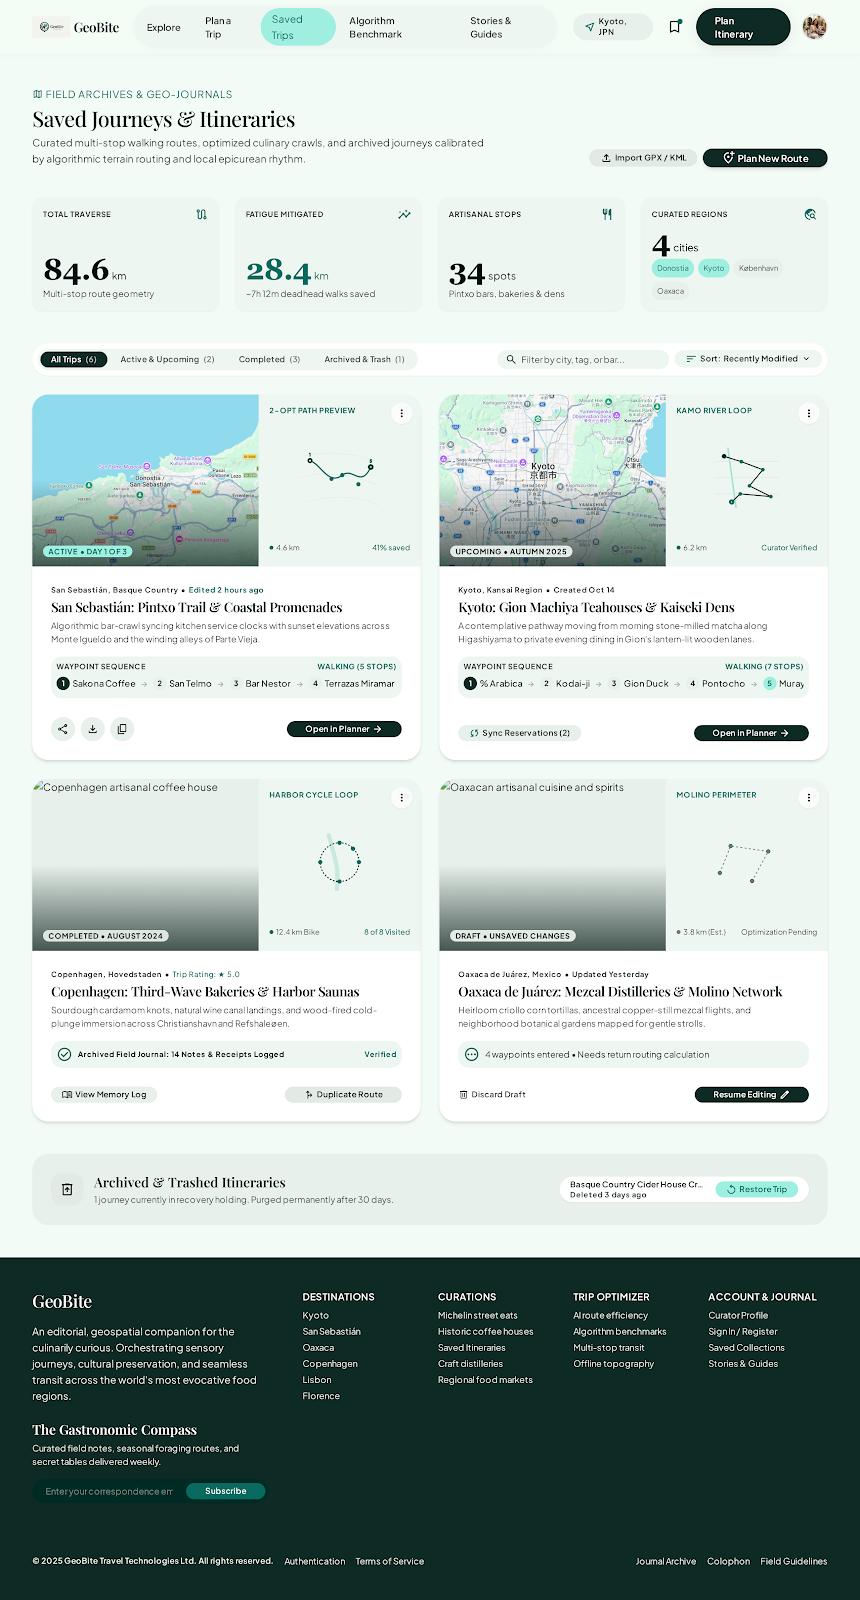 GeoBite
Explore
Plan a Trip
Saved Trips
Algorithm Benchmark
Stories & Guides
Kyoto, JPN
Plan Itinerary
FIELD ARCHIVES & GEO-JOURNALS
Saved Journeys & Itineraries
Curated multi-stop walking routes, optimized culinary crawls, and archived journeys calibrated
by algorithmic terrain routing and local epicurean rhythm.
Import GPX / KML
Plan New Route
TOTAL TRAVERSE
84.6 km
Multi-stop route geometry
FATIGUE MITIGATED
28.4 km
~7h 12m deadhead walks saved
ARTISANAL STOPS
34 spots
Pintxo bars, bakeries & dens
CURATED REGIONS
4 cities
Donostia
Kyoto
København
Oaxaca
All Trips (6)
Active & Upcoming (2)
Completed (3)
Archived & Trash (1)
Filter by city, tag, or bar...
Sort: Recently Modified
Donostia / San Sebastián
ACTIVE • DAY 1 OF 3
2-OPT PATH PREVIEW
1
5
4.6 km
41% saved
San Sebastián, Basque Country • Edited 2 hours ago
San Sebastián: Pintxo Trail & Coastal Promenades
Algorithmic bar-crawl syncing kitchen service clocks with sunset elevations across
Monte Igueldo and the winding alleys of Parte Vieja.
WAYPOINT SEQUENCE
WALKING (5 STOPS)
1 Sakona Coffee → 2 San Telmo → 3 Bar Nestor → 4 Terrazas Miramar
Open in Planner →
Kyoto
京都市
Otsu
大津市
UPCOMING • AUTUMN 2025
KAMO RIVER LOOP
6.2 km
Curator Verified
Kyoto, Kansai Region • Created Oct 14
Kyoto: Gion Machiya Teahouses & Kaiseki Dens
A contemplative pathway moving from morning stone-milled matcha along
Higashiyama to private evening dining in Gion's lantern-lit wooden lanes.
WAYPOINT SEQUENCE
WALKING (7 STOPS)
1 % Arabica → 2 Kodai-ji → 3 Gion Duck → 4 Pontocho → 5 Muray
Sync Reservations (2)
Open in Planner →
Copenhagen artisanal coffee house
COMPLETED • AUGUST 2024
HARBOR CYCLE LOOP
12.4 km Bike
8 of 8 Visited
Copenhagen, Hovedstaden • Trip Rating: ★ 5.0
Copenhagen: Third-Wave Bakeries & Harbor Saunas
Sourdough cardamom knots, natural wine canal landings, and wood-fired cold-
plunge immersion across Christianshavn and Refshaleøen.
Archived Field Journal: 14 Notes & Receipts Logged
Verified
View Memory Log
Duplicate Route
Oaxacan artisanal cuisine and spirits
DRAFT • UNSAVED CHANGES
MOLINO PERIMETER
3.8 km (Est.)
Optimization Pending
Oaxaca de Juárez, Mexico • Updated Yesterday
Oaxaca de Juárez: Mezcal Distilleries & Molino Network
Heirloom criollo corn tortillas, ancestral copper-still mezcal flights, and
neighborhood botanical gardens mapped for gentle strolls.
4 waypoints entered • Needs return routing calculation
Discard Draft
Resume Editing
Archived & Trashed Itineraries
1 journey currently in recovery holding. Purged permanently after 30 days.
Basque Country Cider House Cr...
Deleted 3 days ago
Restore Trip
GeoBite
An editorial, geospatial companion for the
culinarily curious. Orchestrating sensory
journeys, cultural preservation, and seamless
transit across the world's most evocative food
regions.
The Gastronomic Compass
Curated field notes, seasonal foraging routes, and
secret tables delivered weekly.
Enter your correspondence em
Subscribe
DESTINATIONS
Kyoto
San Sebastián
Oaxaca
Copenhagen
Lisbon
Florence
CURATIONS
Michelin street eats
Historic coffee houses
Saved Itineraries
Craft distilleries
Regional food markets
TRIP OPTIMIZER
AI route efficiency
Algorithm benchmarks
Multi-stop transit
Offline topography
ACCOUNT & JOURNAL
Curator Profile
Sign In / Register
Saved Collections
Stories & Guides
© 2025 GeoBite Travel Technologies Ltd. All rights reserved.
Authentication
Terms of Service
Journal Archive
Colophon
Field Guidelines